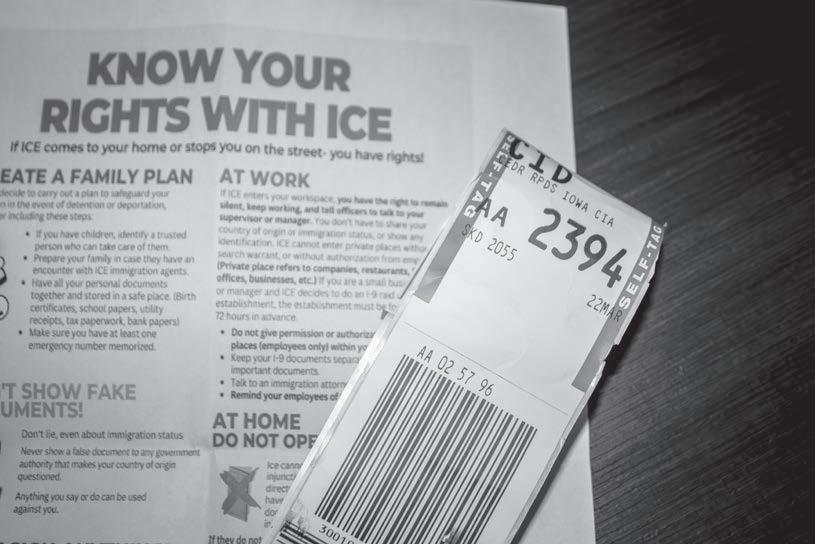 KNOW YOUR
RIGHTS WITH ICE
If ICE comes to your home or stops you on the street- you have rights!
EATE A FAMILY PLAN
decide to carry out a plan to safeguard your
n in the event of detention or deportation,
r including these steps:
If you have children, identify a trusted
person who can take care of them.
Prepare your family in case they have an
encounter with ICE immigration agents.
Have all your personal documents
together and stored in a safe place. (Birth
certificates, school papers, utility
receipts, tax paperwork, bank papers)
Make sure you have at least one
emergency number memorized.
'T SHOW FAKE
UMENTS!
Don't lie, even about immigration status
Never show a false document to any government
authority that makes your country of origin
questioned.
Anything you say or do can be used
against you.
AT WORK
If ICE enters your workspace, you have the right to remain
silent, keep working, and tell officers to talk to your
supervisor or manager. You don't have to share your
country of origin or immigration status, or show any
identification. ICE cannot enter private places witho
search warrant, or without authorization from emp
(Private place refers to companies, restaurants,
offices, businesses, etc.) If you are a small bus
or manager and ICE decides to do an I-9 raid
establishment, the establishment must be fo
72 hours in advance.
Do not give permission or authoriza
places (employees only) within yo
Keep your I-9 documents separa
important documents.
Talk to an immigration attorn
Remind your employees of
AT HOME
DO NOT OPE
Ice cann
injuncti
direct
have
do
in.
If they do not
CID
CEDR RPDS IOWA CIA
AA 2394
SKD 2055
22MAR
SELF-TAG
SELF-TAG
AA 02 57 96